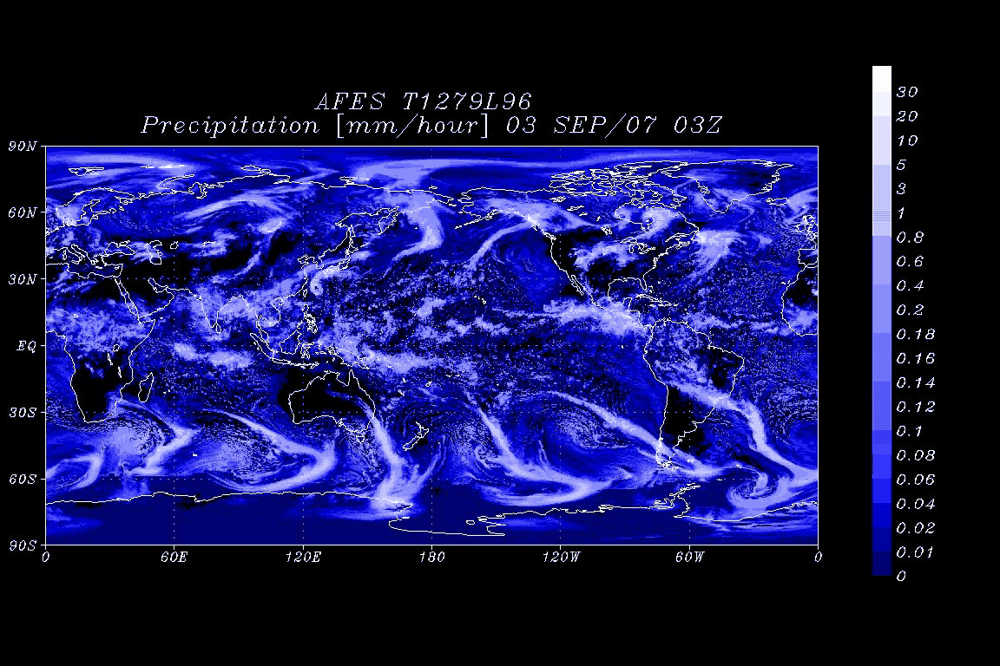 AFES T1279L96
Precipitation [mm/hour] 03 SEP/07 03Z
90N
60N
30N
EQ
30S
60S
90S
0 60E 120E 180 120W 60W 0
30
20
10
5
3
1
0.8
0.6
0.4
0.2
0.18
0.16
0.14
0.12
0.1
0.08
0.06
0.04
0.02
0.01
0